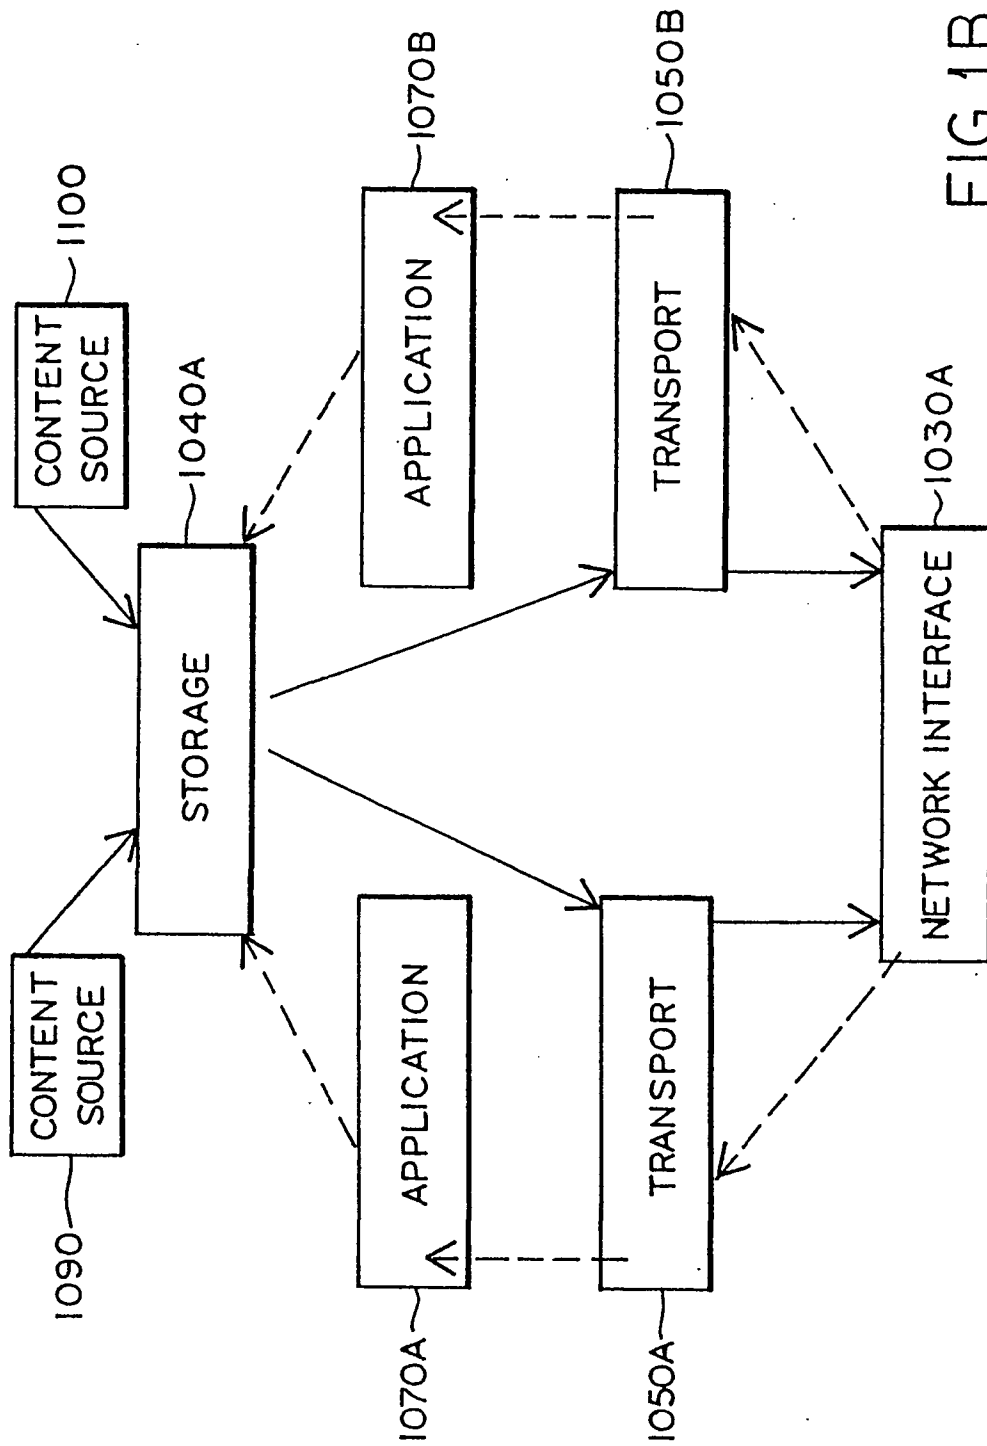 1090
CONTENT
SOURCE
CONTENT
SOURCE
1100
STORAGE
1040A
1070A
APPLICATION
APPLICATION
1070B
1050A
TRANSPORT
TRANSPORT
1050B
NETWORK INTERFACE
1030A
FIG 1B